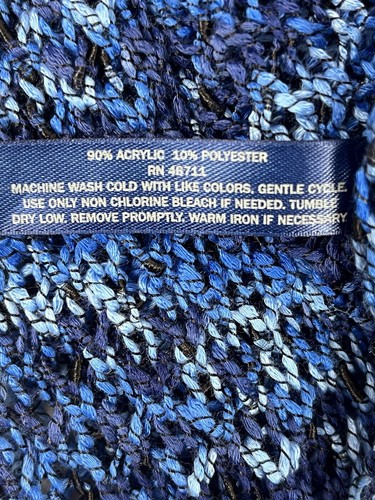 90% ACRYLIC 10% POLYESTER
RN 48711
MACHINE WASH COLD WITH LIKE COLORS. GENTLE CYCLE.
USE ONLY NON CHLORINE BLEACH IF NEEDED. TUMBLE
DRY LOW. REMOVE PROMPTLY. WARM IRON IF NECESSARY